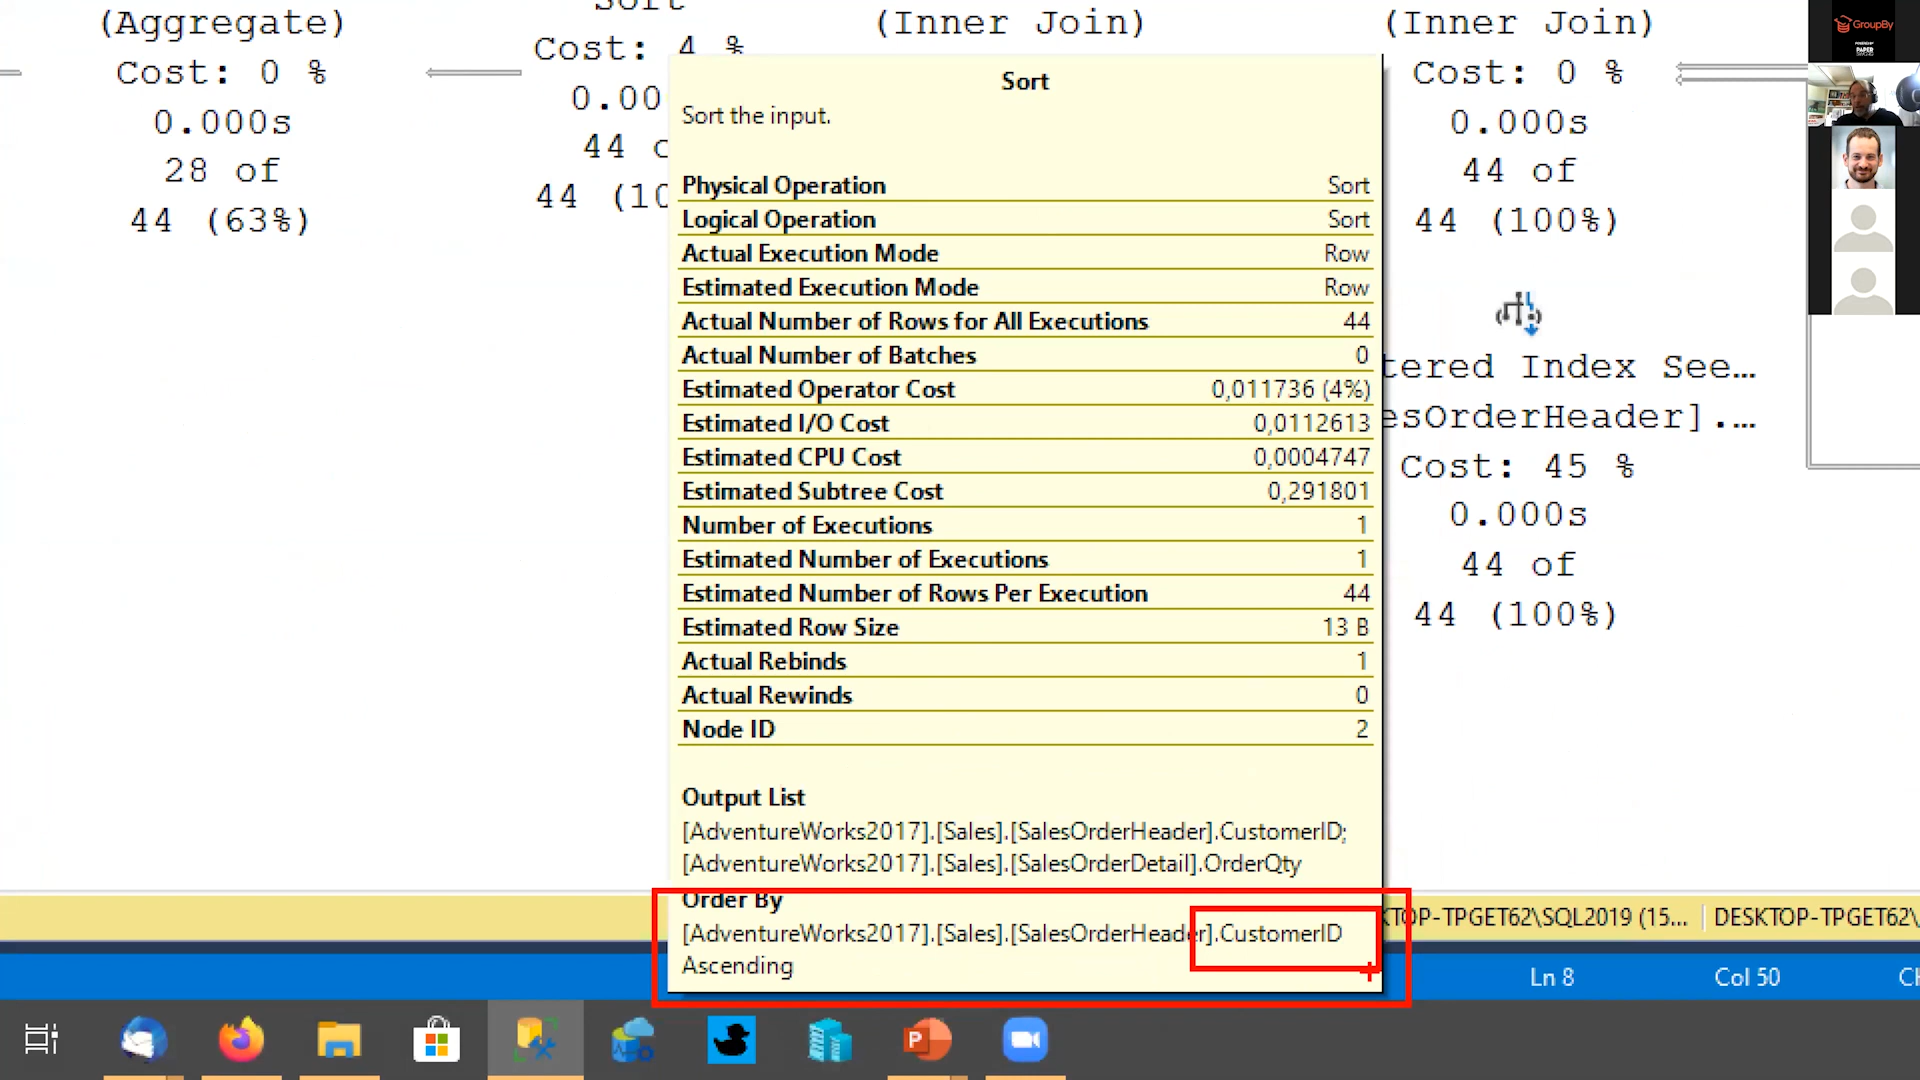 (Aggregate)
Cost: 0 %
0.000s
28 of
44 (63%)
Cost: 4 %
0.00
44
44 (10
(Inner Join)
(Inner Join)
Cost: 0 %
0.000s
44 of
44 (100%)
tered Index See…
esOrderHeader].…
Cost: 45 %
0.000s
44 of
44 (100%)
Sort
Sort the input.
Physical Operation Sort
Logical Operation Sort
Actual Execution Mode Row
Estimated Execution Mode Row
Actual Number of Rows for All Executions 44
Actual Number of Batches 0
Estimated Operator Cost 0,011736 (4%)
Estimated I/O Cost 0,0112613
Estimated CPU Cost 0,0004747
Estimated Subtree Cost 0,291801
Number of Executions 1
Estimated Number of Executions 1
Estimated Number of Rows Per Execution 44
Estimated Row Size 13 B
Actual Rebinds 1
Actual Rewinds 0
Node ID 2
Output List
[AdventureWorks2017].[Sales].[SalesOrderHeader].CustomerID;
[AdventureWorks2017].[Sales].[SalesOrderDetail].OrderQty
Order By
[AdventureWorks2017].[Sales].[SalesOrderHeader].CustomerID
Ascending
KTOP-TPGET62\SQL2019 (15... DESKTOP-TPGET62\
Ln 8 Col 50
GroupBy